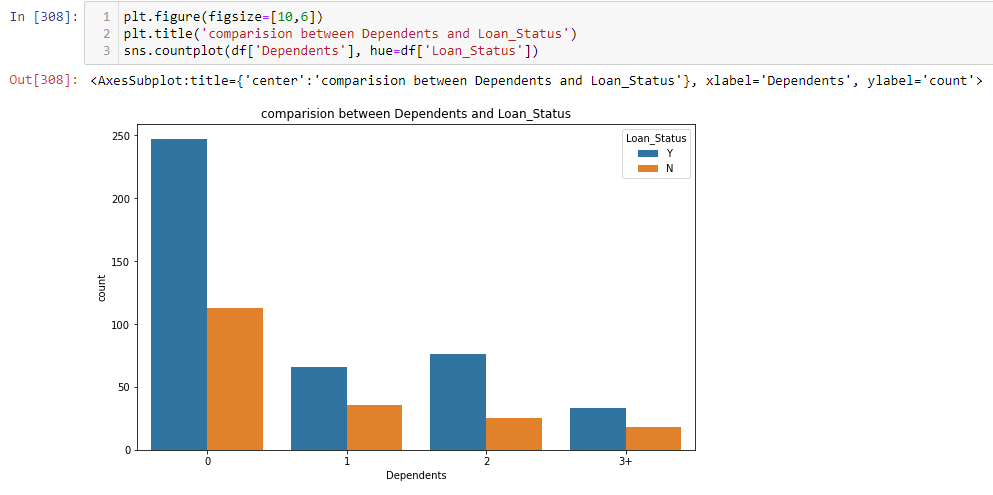 In [308]:
1 plt.figure(figsize=[10,6])
2 plt.title('comparision between Dependents and Loan_Status')
3 sns.countplot(df['Dependents'], hue=df['Loan_Status'])
Out[308]: <AxesSubplot:title={'center':'comparision between Dependents and Loan_Status'}, xlabel='Dependents', ylabel='count'>
comparision between Dependents and Loan_Status
Loan_Status
Y
N
250
200
150
100
50
0
count
0 1 2 3+
Dependents